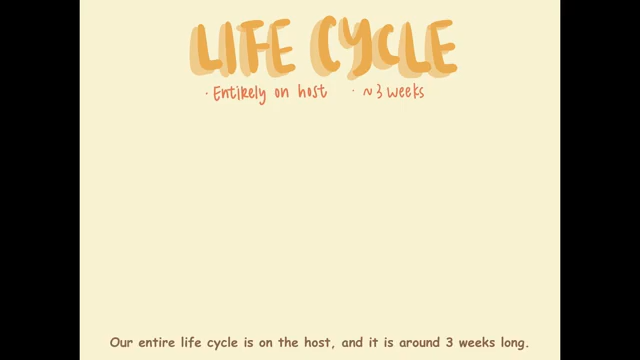 LIFE CYCLE
· Entirely on host · ~3 weeks
Our entire life cycle is on the host, and it is around 3 weeks long.